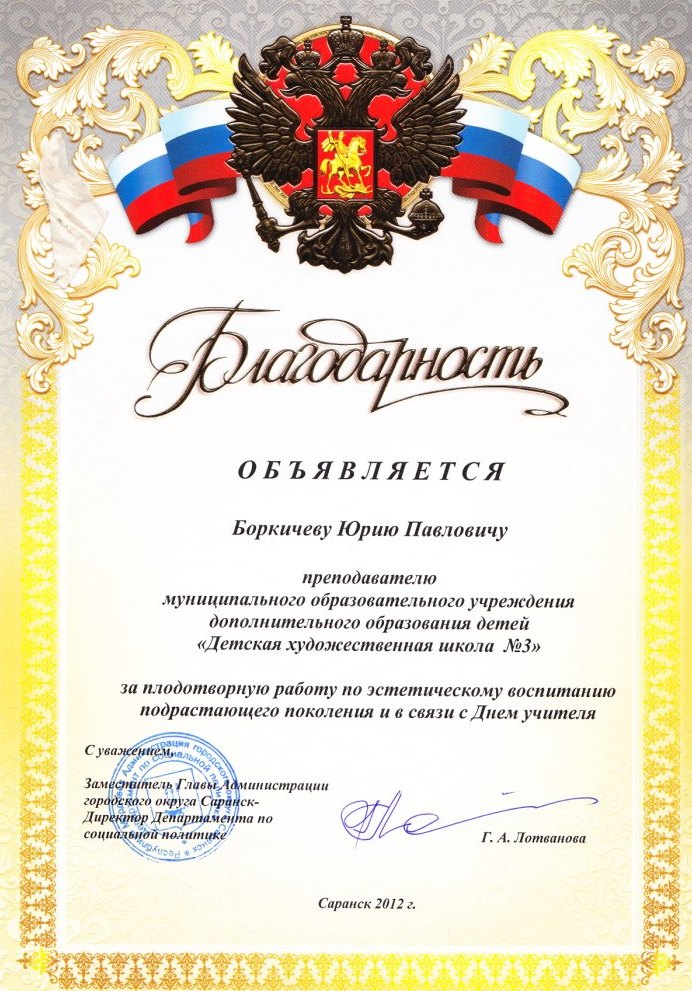 Благодарность
ОБЪЯВЛЯЕТСЯ
Боркичеву Юрию Павловичу
преподавателю
муниципального образовательного учреждения
дополнительного образования детей
«Детская художественная школа №3»
за плодотворную работу по эстетическому воспитанию
подрастающего поколения и в связи с Днем учителя
С уважением,
Заместитель Главы Администрации
городского округа Саранск-
Директор Департамента по
социальной политике
Г. А. Лотванова
Саранск 2012 г.